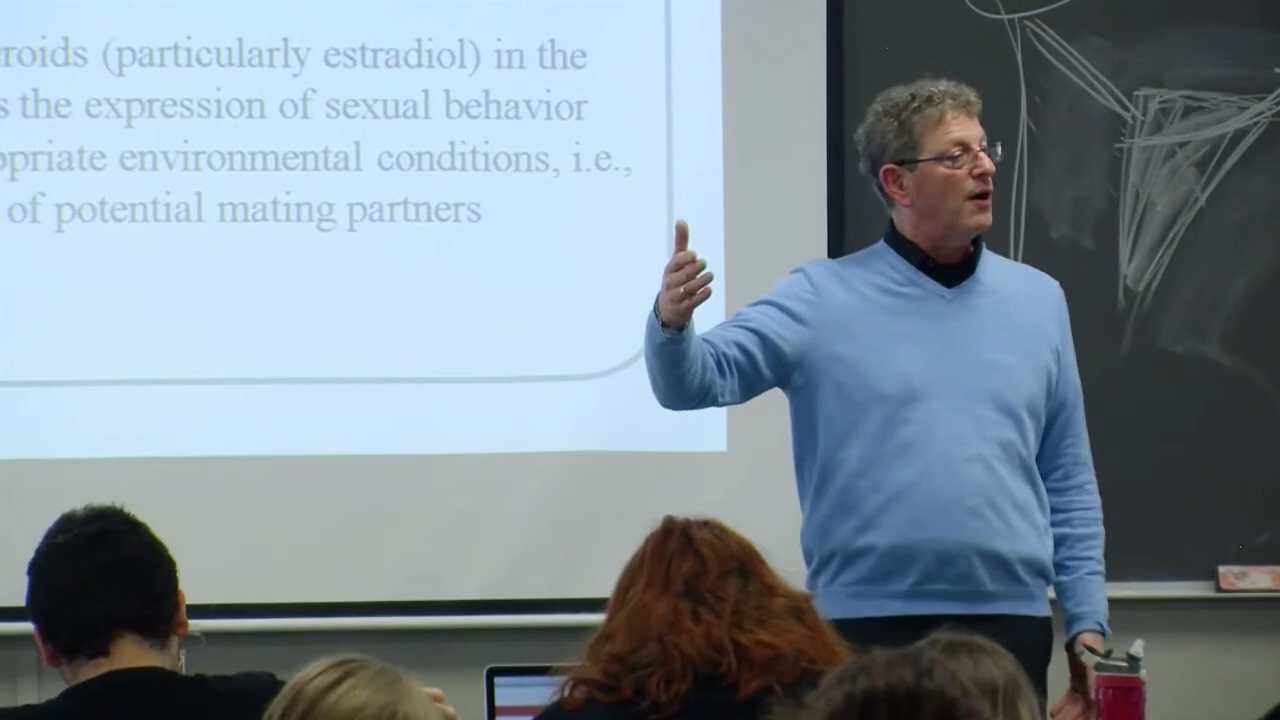 roids (particularly estradiol) in the
s the expression of sexual behavior
opriate environmental conditions, i.e.,
of potential mating partners